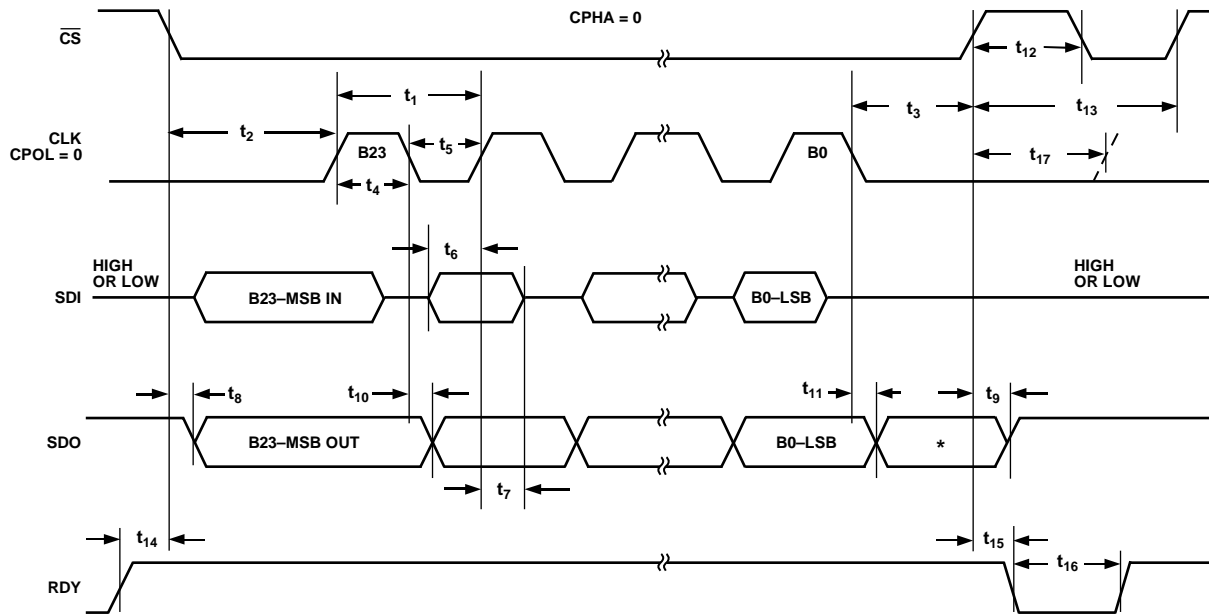 CPHA = 0
CS
t12
t1
t3
t13
t2
CLK
CPOL = 0
B23
t5
B0
t17
t4
t6
HIGH
OR LOW
HIGH
OR LOW
SDI
B23–MSB IN
B0–LSB
t8
t10
t11
t9
SDO
B23–MSB OUT
B0–LSB
*
t7
t14
t15
t16
RDY